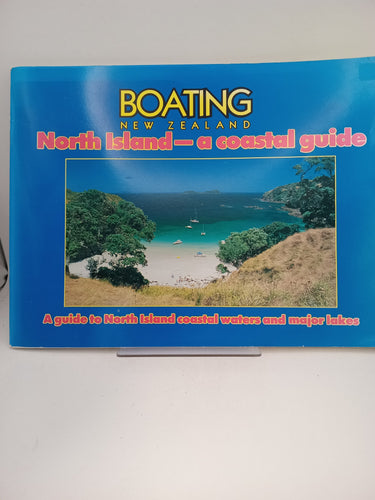 BOATING
NEW ZEALAND
North Island — a coastal guide
A guide to North Island coastal waters and major lakes